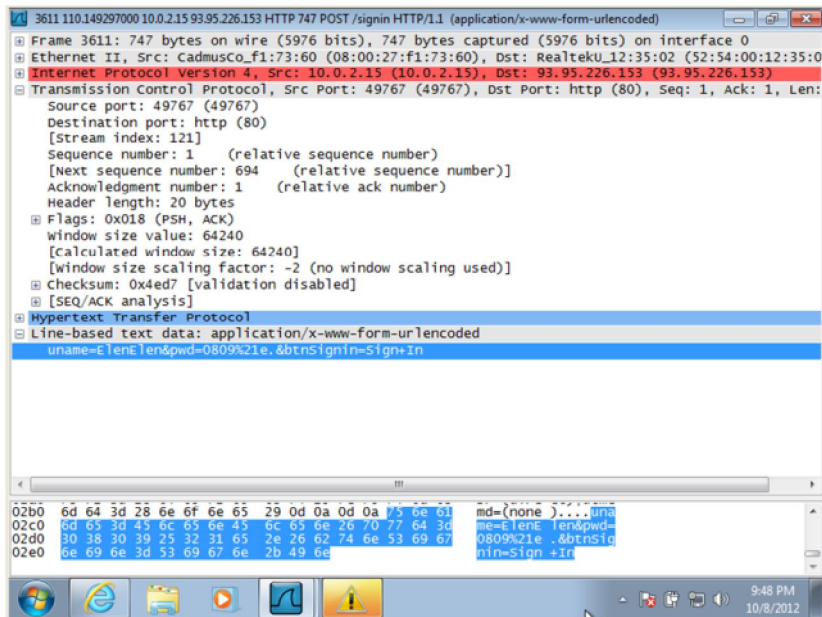 3611 110.149297000 10.0.2.15 93.95.226.153 HTTP 747 POST /signin HTTP/1.1 (application/x-www-form-urlencoded)
Frame 3611: 747 bytes on wire (5976 bits), 747 bytes captured (5976 bits) on interface 0
Ethernet II, Src: CadmusCo_f1:73:60 (08:00:27:f1:73:60), Dst: RealtekU_12:35:02 (52:54:00:12:35:0
Internet Protocol Version 4, Src: 10.0.2.15 (10.0.2.15), Dst: 93.95.226.153 (93.95.226.153)
Transmission Control Protocol, Src Port: 49767 (49767), Dst Port: http (80), Seq: 1, Ack: 1, Len:
Source port: 49767 (49767)
Destination port: http (80)
[Stream index: 121]
Sequence number: 1 (relative sequence number)
[Next sequence number: 694 (relative sequence number)]
Acknowledgment number: 1 (relative ack number)
Header length: 20 bytes
Flags: 0x018 (PSH, ACK)
Window size value: 64240
[Calculated window size: 64240]
[Window size scaling factor: -2 (no window scaling used)]
Checksum: 0x4ed7 [validation disabled]
[SEQ/ACK analysis]
Hypertext Transfer Protocol
Line-based text data: application/x-www-form-urlencoded
uname=ElenElen&pwd=0809%21e.&btnSignin=Sign+In
02b0 6d 64 3d 28 6e 6f 6e 65 29 0d 0a 0d 0a 75 6e 61 md=(none )....una
02c0 6d 65 3d 45 6c 65 6e 45 6c 65 6e 26 70 77 64 3d me=ElenE len&pwd=
02d0 30 38 30 39 25 32 31 65 2e 26 62 74 6e 53 69 67 0809%21e .&btnSig
02e0 6e 69 6e 3d 53 69 67 6e 2b 49 6e nin=Sign +In
9:48 PM
10/8/2012